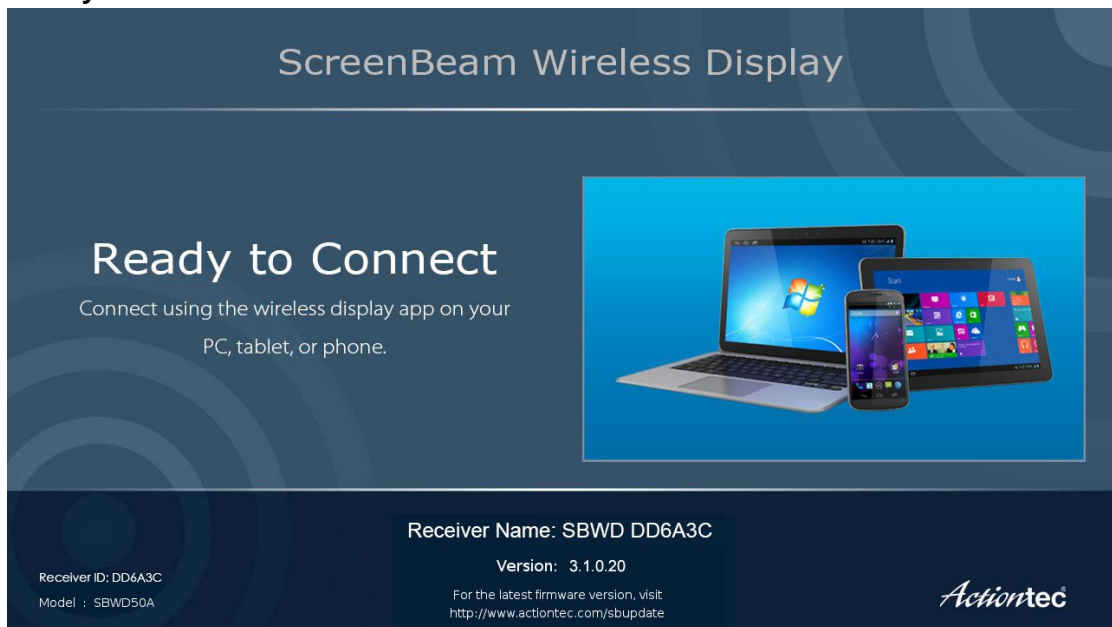 ScreenBeam Wireless Display
Ready to Connect
Connect using the wireless display app on your
PC, tablet, or phone.
Start
Receiver Name: SBWD DD6A3C
Version: 3.1.0.20
For the latest firmware version, visit
http://www.actiontec.com/sbupdate
Receiver ID: DD6A3C
Model : SBWD50A
Actiontec